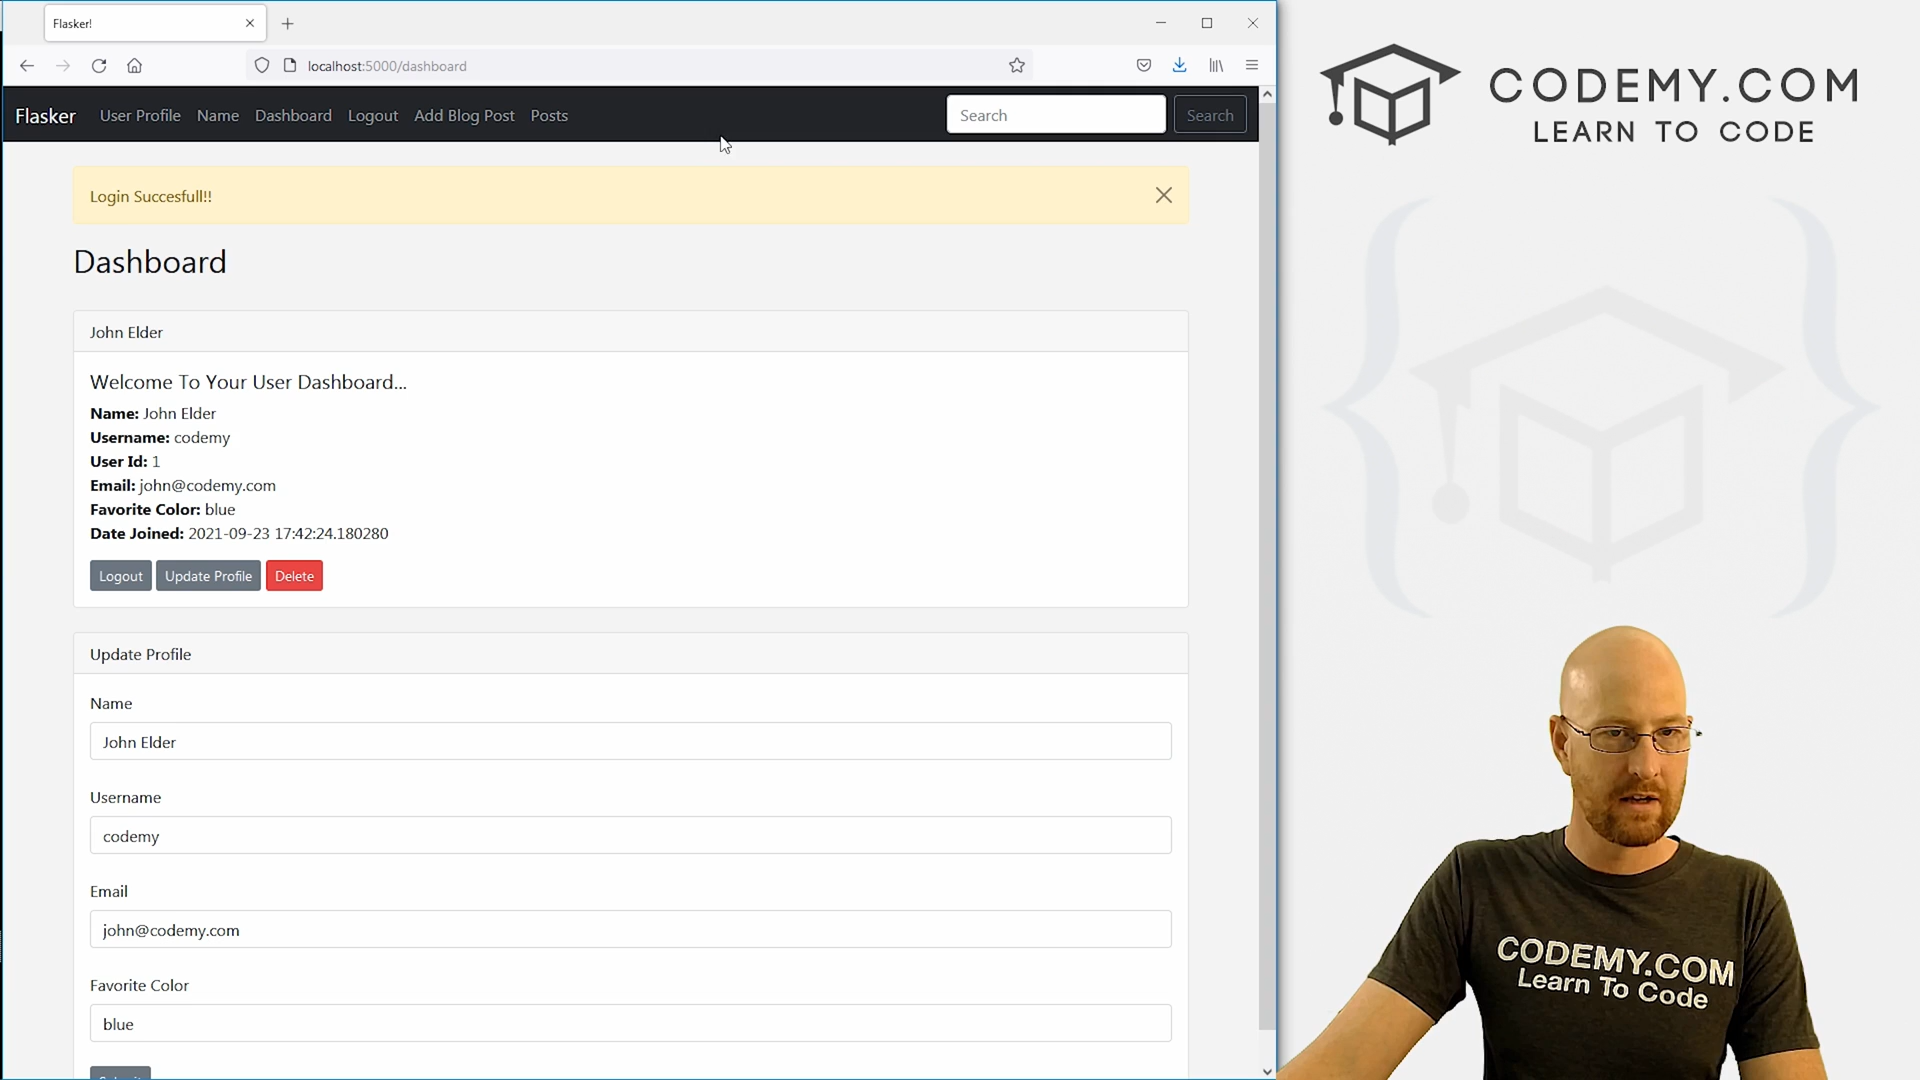 Flasker!
localhost:5000/dashboard
Flasker User Profile Name Dashboard Logout Add Blog Post Posts Search Search
Login Succesfull!!
Dashboard
John Elder
Welcome To Your User Dashboard...
Name: John Elder
Username: codemy
User Id: 1
Email: john@codemy.com
Favorite Color: blue
Date Joined: 2021-09-23 17:42:24.180280
Logout Update Profile Delete
Update Profile
Name
John Elder
Username
codemy
Email
john@codemy.com
Favorite Color
blue
CODEMY.COM
LEARN TO CODE
CODEMY.COM
Learn To Code